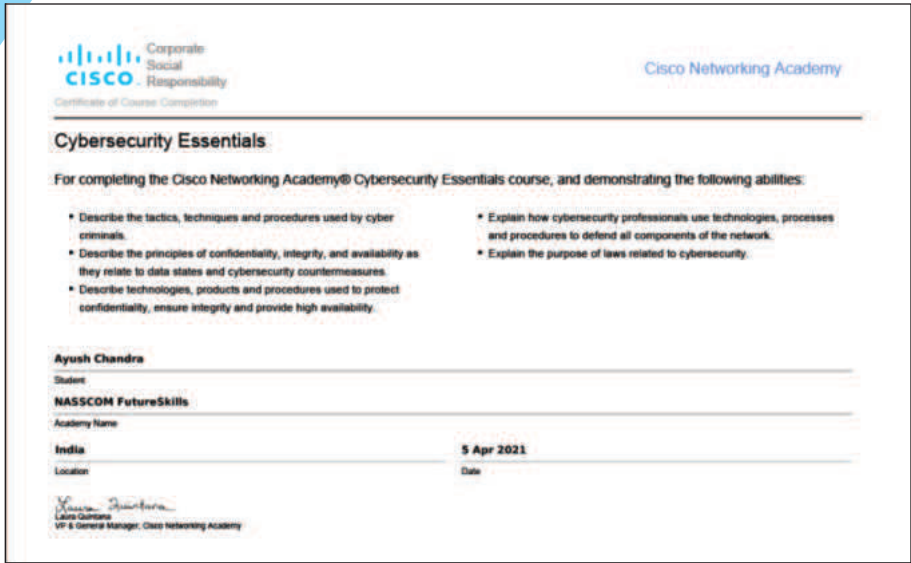 Corporate
Social
CISCO. Responsibility
Cisco Networking Academy
Certificate of Course Completion
Cybersecurity Essentials
For completing the Cisco Networking Academy® Cybersecurity Essentials course, and demonstrating the following abilities:
• Describe the tactics, techniques and procedures used by cyber
criminals.
• Describe the principles of confidentiality, integrity, and availability as
they relate to data states and cybersecurity countermeasures.
• Describe technologies, products and procedures used to protect
confidentiality, ensure integrity and provide high availability.
• Explain how cybersecurity professionals use technologies, processes
and procedures to defend all components of the network.
• Explain the purpose of laws related to cybersecurity.
Ayush Chandra
Student
NASSCOM FutureSkills
Academy Name
India
Location
5 Apr 2021
Date
Laura Quintana
Laura Quintana
VP & General Manager, Cisco Networking Academy